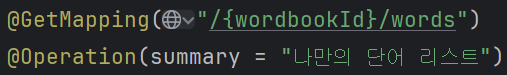 @GetMapping("/{wordbookId}/words")
@Operation(summary = "나만의 단어 리스트")